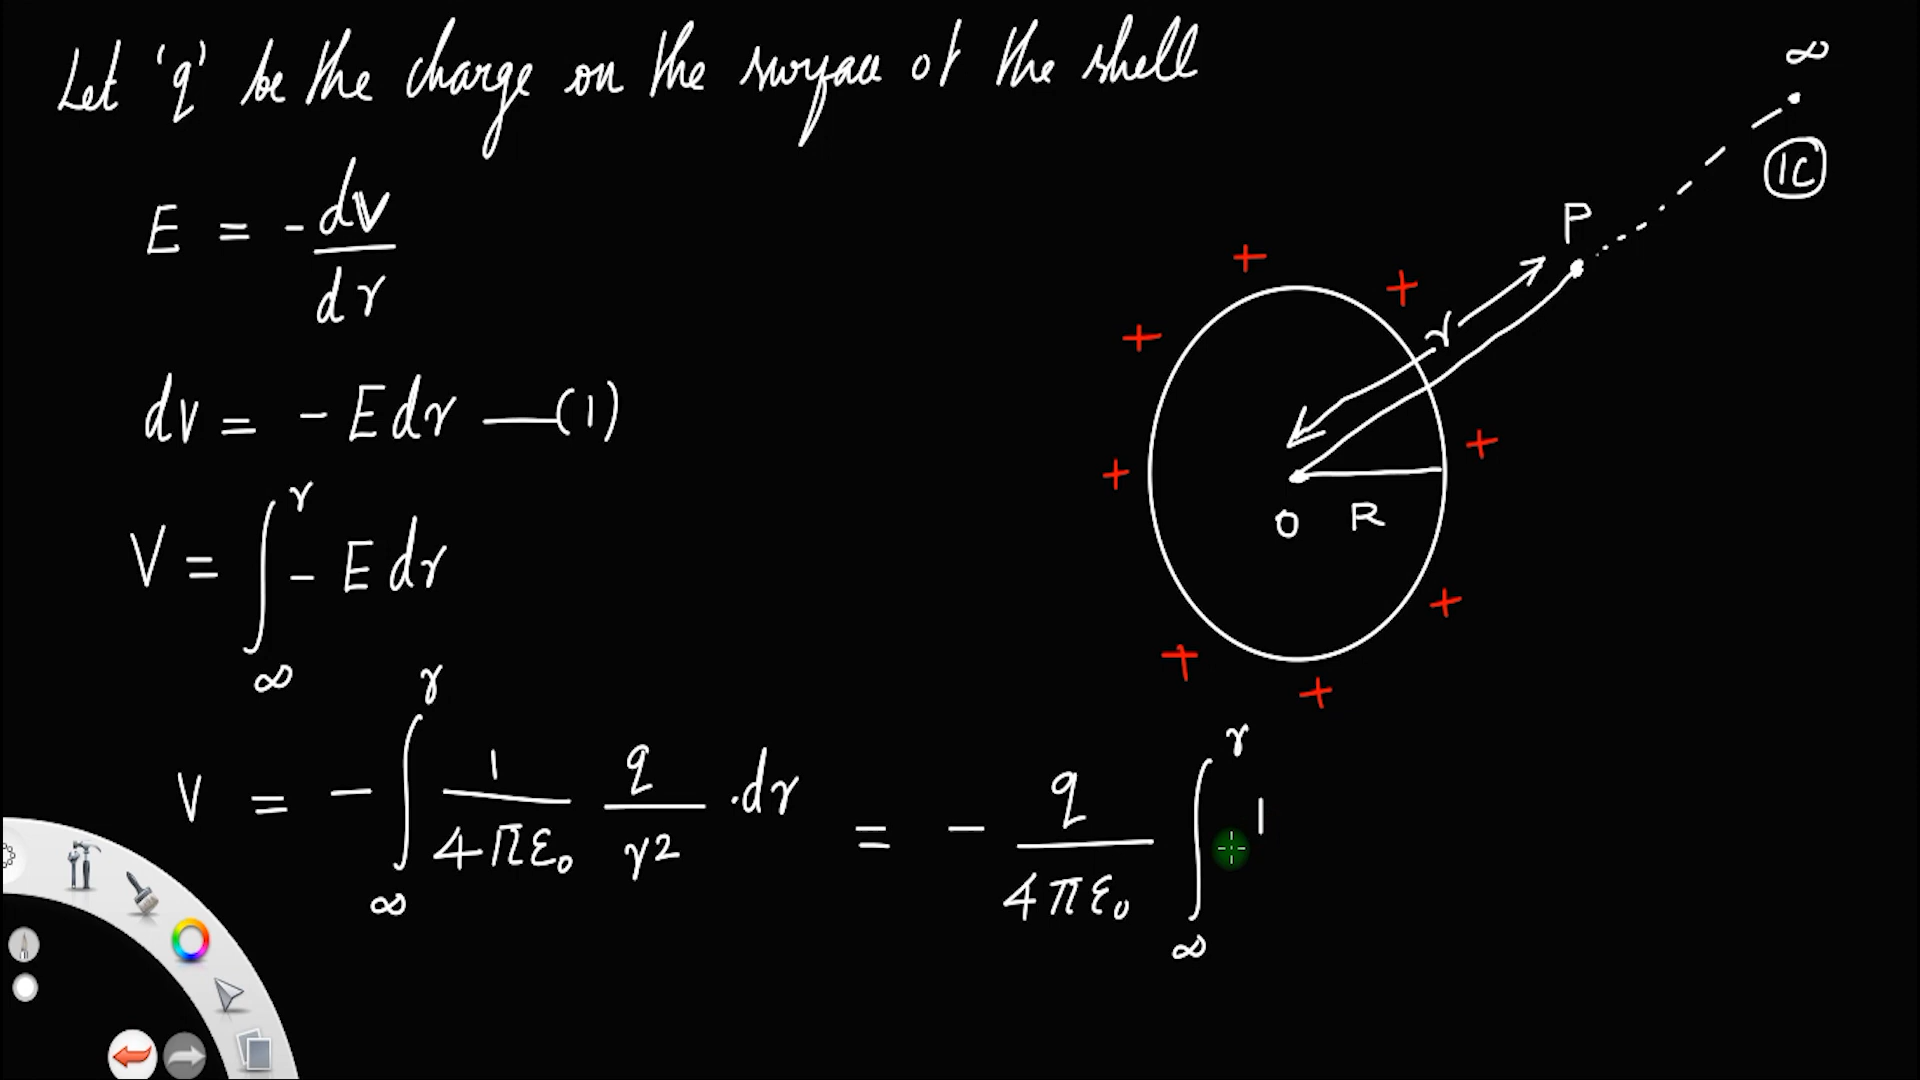 Let 'q' be the charge on the surface of the shell
∞
1C
P
E = - dv/dr
r
dv = - E dr —(1)
O R
V = ∫_∞^r - E dr
V = - ∫_∞^r 1/4πε₀ q/r² . dr = - q/4πε₀ ∫_∞^r 1